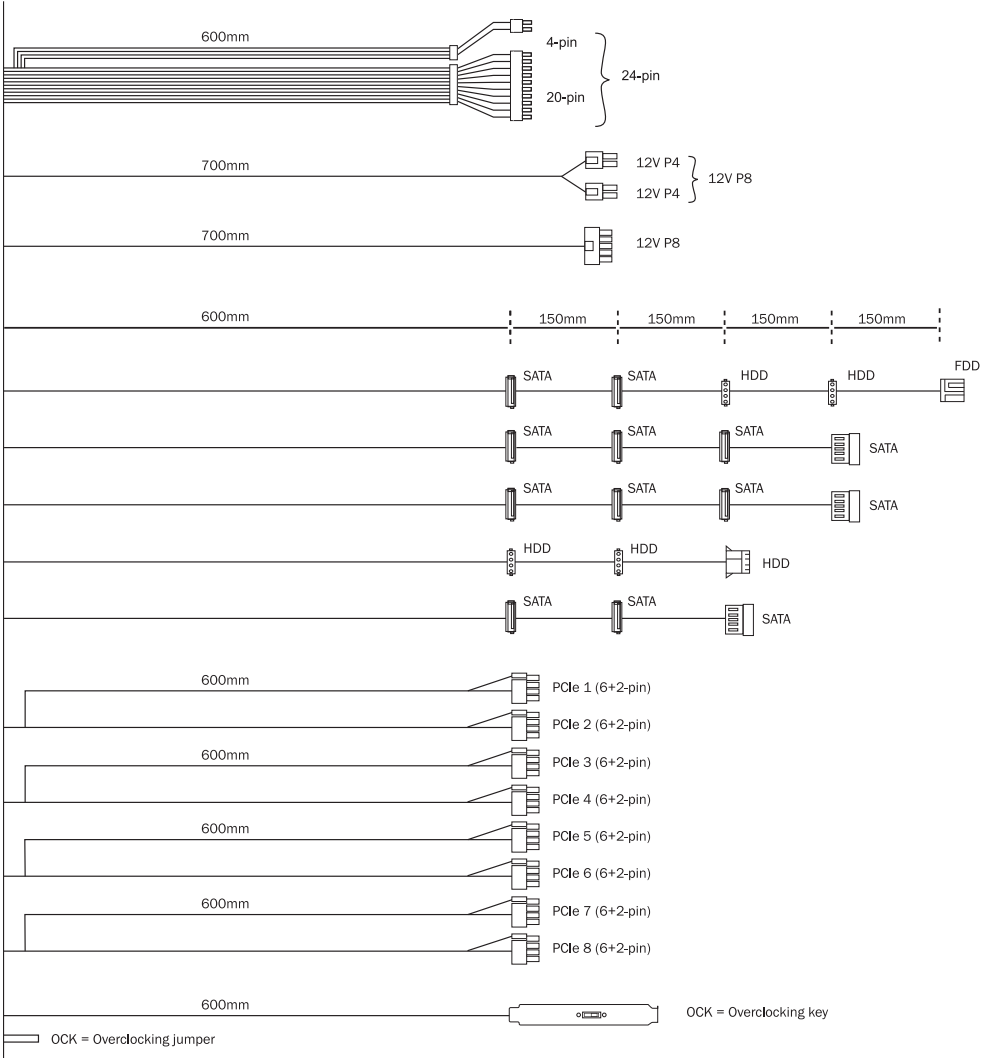 600mm
4-pin
24-pin
20-pin
700mm
12V P4
12V P8
12V P4
700mm
12V P8
600mm 150mm 150mm 150mm 150mm
SATA SATA HDD HDD FDD
SATA SATA SATA SATA
SATA SATA SATA SATA
HDD HDD HDD
SATA SATA SATA
600mm
PCIe 1 (6+2-pin)
PCIe 2 (6+2-pin)
600mm
PCIe 3 (6+2-pin)
PCIe 4 (6+2-pin)
600mm
PCIe 5 (6+2-pin)
PCIe 6 (6+2-pin)
600mm
PCIe 7 (6+2-pin)
PCIe 8 (6+2-pin)
600mm
OCK = Overclocking key
OCK = Overclocking jumper